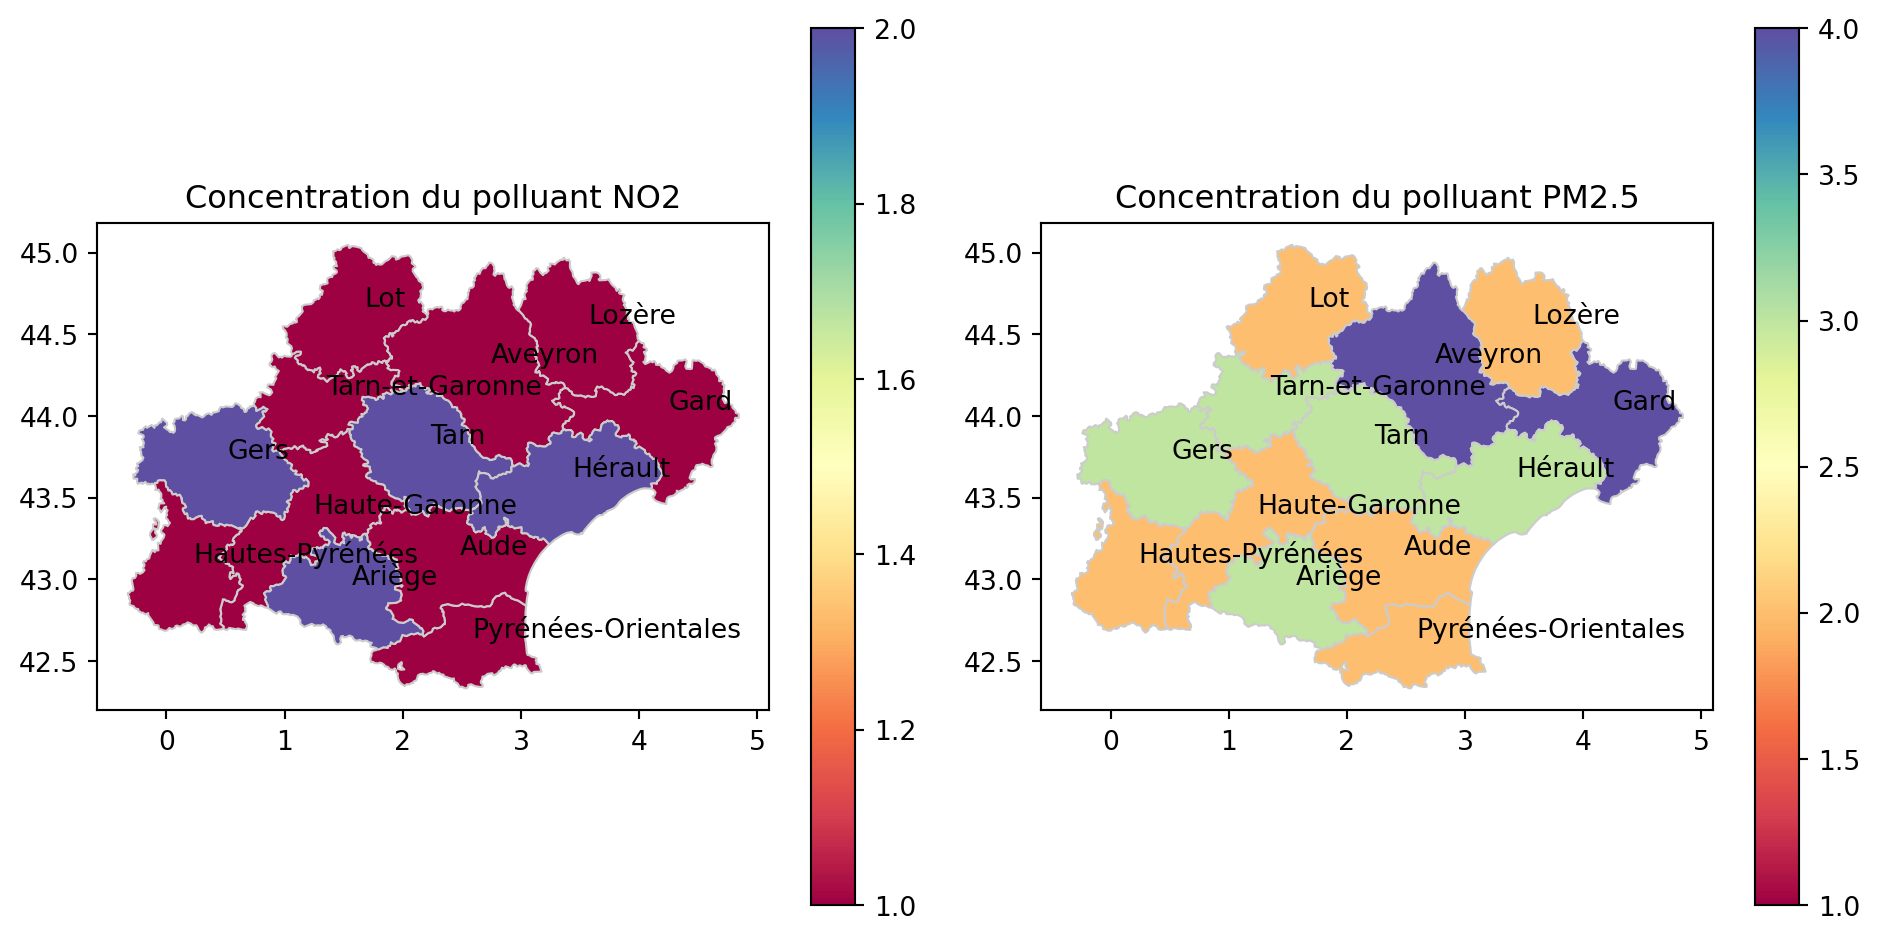 Concentration du polluant NO2
45.0
44.5
44.0
43.5
43.0
42.5
0 1 2 3 4 5
Lot
Lozère
Aveyron
Tarn-et-Garonne
Gard
Tarn
Gers
Hérault
Haute-Garonne
Aude
Hautes-Pyrénées
Ariège
Pyrénées-Orientales
2.0
1.8
1.6
1.4
1.2
1.0
Concentration du polluant PM2.5
45.0
44.5
44.0
43.5
43.0
42.5
0 1 2 3 4 5
Lot
Lozère
Aveyron
Tarn-et-Garonne
Gard
Tarn
Gers
Hérault
Haute-Garonne
Aude
Hautes-Pyrénées
Ariège
Pyrénées-Orientales
4.0
3.5
3.0
2.5
2.0
1.5
1.0